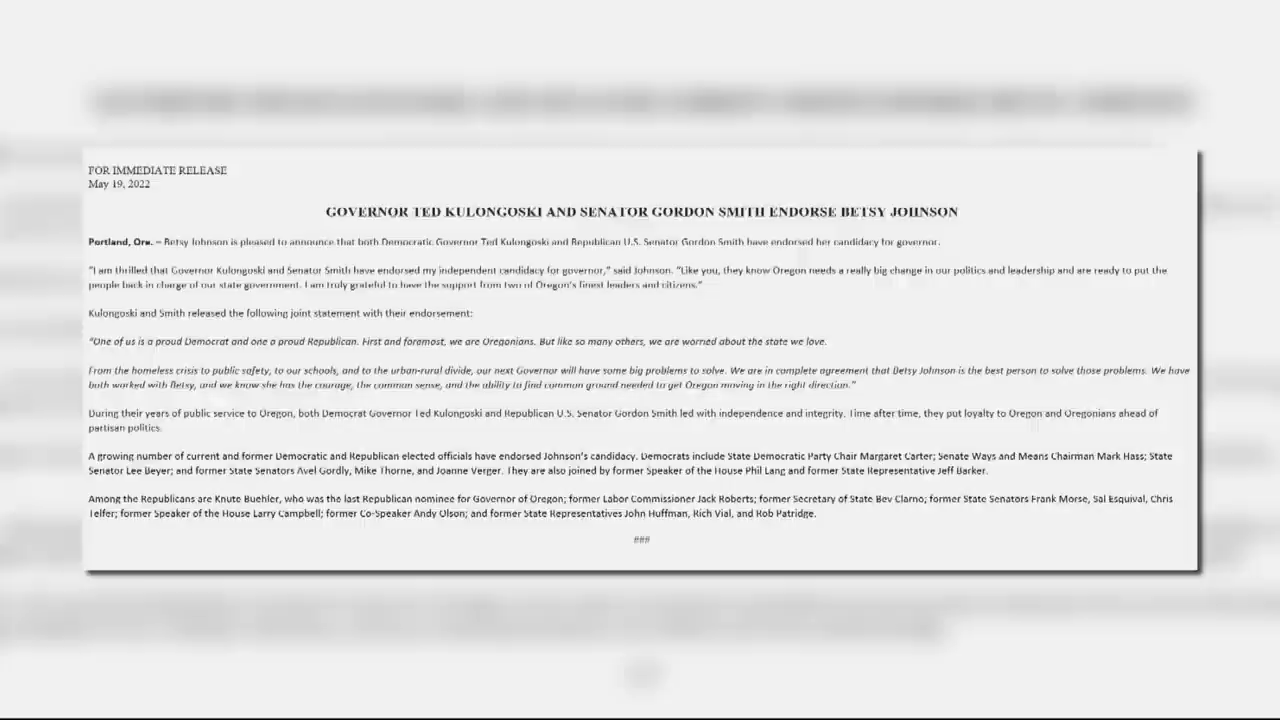 FOR IMMEDIATE RELEASE
May 19, 2022
GOVERNOR TED KULONGOSKI AND SENATOR GORDON SMITH ENDORSE BETSY JOHNSON
Portland, Ore. – Betsy Johnson is pleased to announce that both Democratic Governor Ted Kulongoski and Republican U.S. Senator Gordon Smith have endorsed her candidacy for governor.
"I am thrilled that Governor Kulongoski and Senator Smith have endorsed my independent candidacy for governor," said Johnson. "Like you, they know Oregon needs a really big change in our politics and leadership and are ready to put the
people back in charge of our state government. I am truly grateful to have the support from two of Oregon's finest leaders and citizens."
Kulongoski and Smith released the following joint statement with their endorsement:
"One of us is a proud Democrat and one a proud Republican. First and foremost, we are Oregonians. But like so many others, we are worried about the state we love.
From the homeless crisis to public safety, to our schools, and to the urban-rural divide, our next Governor will have some big problems to solve. We are in complete agreement that Betsy Johnson is the best person to solve those problems. We have
both worked with Betsy, and we know she has the courage, the common sense, and the ability to find common ground needed to get Oregon moving in the right direction."
During their years of public service to Oregon, both Democrat Governor Ted Kulongoski and Republican U.S. Senator Gordon Smith led with independence and integrity. Time after time, they put loyalty to Oregon and Oregonians ahead of
partisan politics.
A growing number of current and former Democratic and Republican elected officials have endorsed Johnson's candidacy. Democrats include State Democratic Party Chair Margaret Carter; Senate Ways and Means Chairman Mark Hass; State
Senator Lee Beyer; and former State Senators Avel Gordly, Mike Thorne, and Joanne Verger. They are also joined by former Speaker of the House Phil Lang and former State Representative Jeff Barker.
Among the Republicans are Knute Buehler, who was the last Republican nominee for Governor of Oregon; former Labor Commissioner Jack Roberts; former Secretary of State Bev Clarno; former State Senators Frank Morse, Sal Esquival, Chris
Telfer; former Speaker of the House Larry Campbell; former Co-Speaker Andy Olson; and former State Representatives John Huffman, Rich Vial, and Rob Patridge.
###